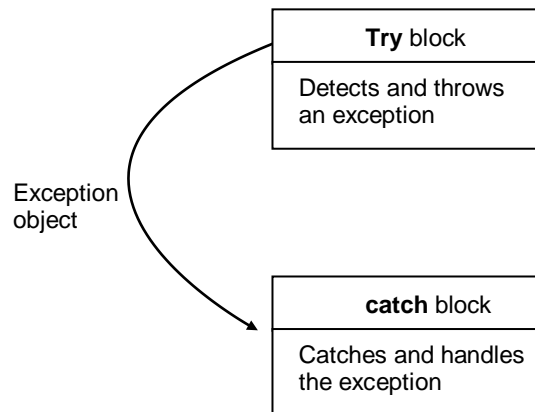 Try block
Detects and throws
an exception
Exception
object
catch block
Catches and handles
the exception